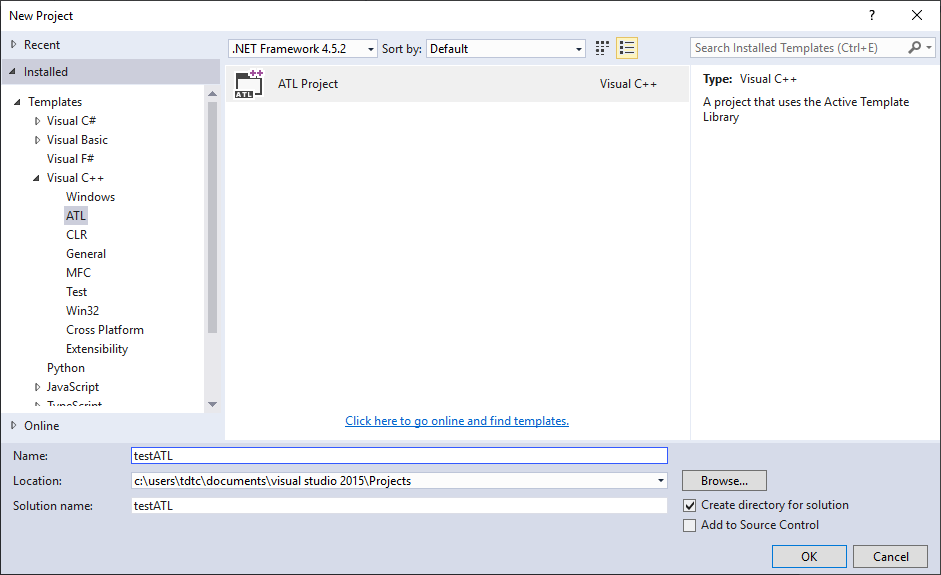 New Project
?
Recent
.NET Framework 4.5.2
Sort by:
Default
Search Installed Templates (Ctrl+E)
Installed
Templates
Visual C#
Visual Basic
Visual F#
Visual C++
Windows
ATL
CLR
General
MFC
Test
Win32
Cross Platform
Extensibility
Python
JavaScript
TypeScript
Online
++
ATL
ATL Project
Visual C++
Click here to go online and find templates.
Type: Visual C++
A project that uses the Active Template
Library
Name:
testATL
Location:
c:\users\tdtc\documents\visual studio 2015\Projects
Browse...
Solution name:
testATL
Create directory for solution
Add to Source Control
OK
Cancel